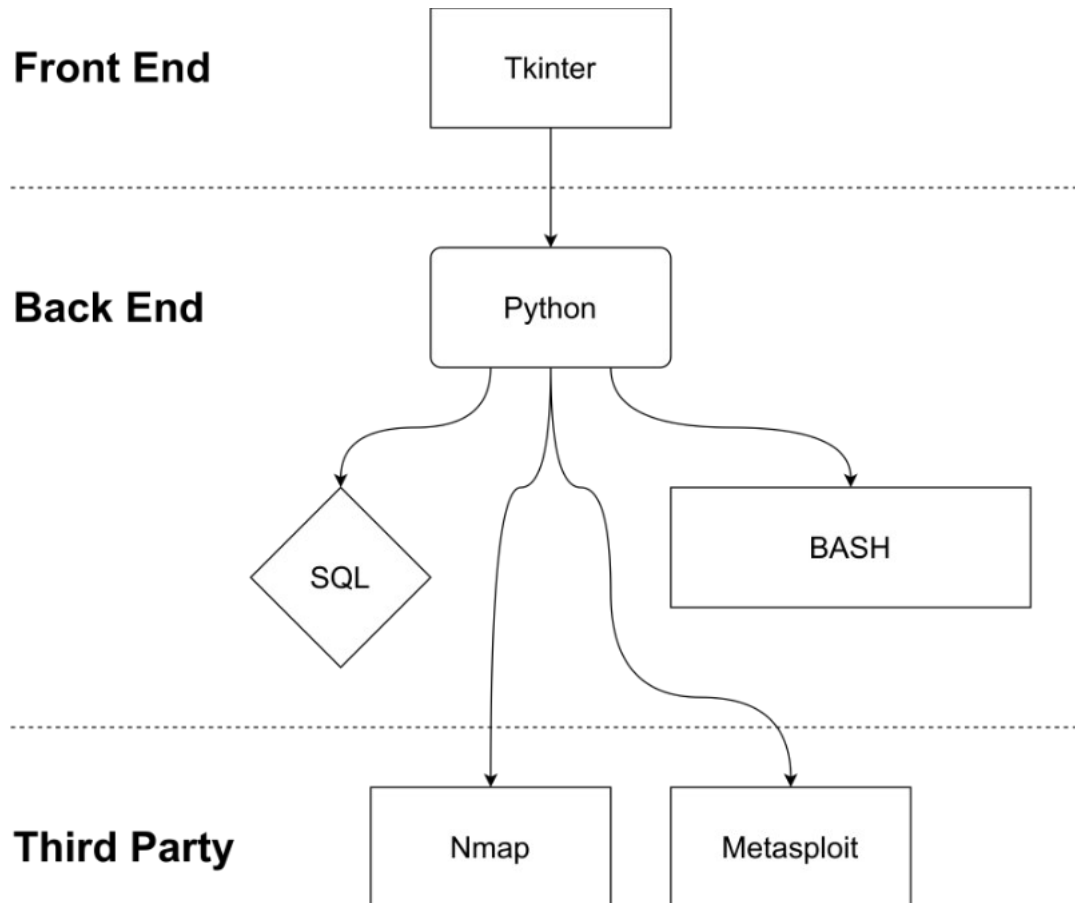 Front End
Tkinter
Back End
Python
SQL
BASH
Third Party
Nmap
Metasploit